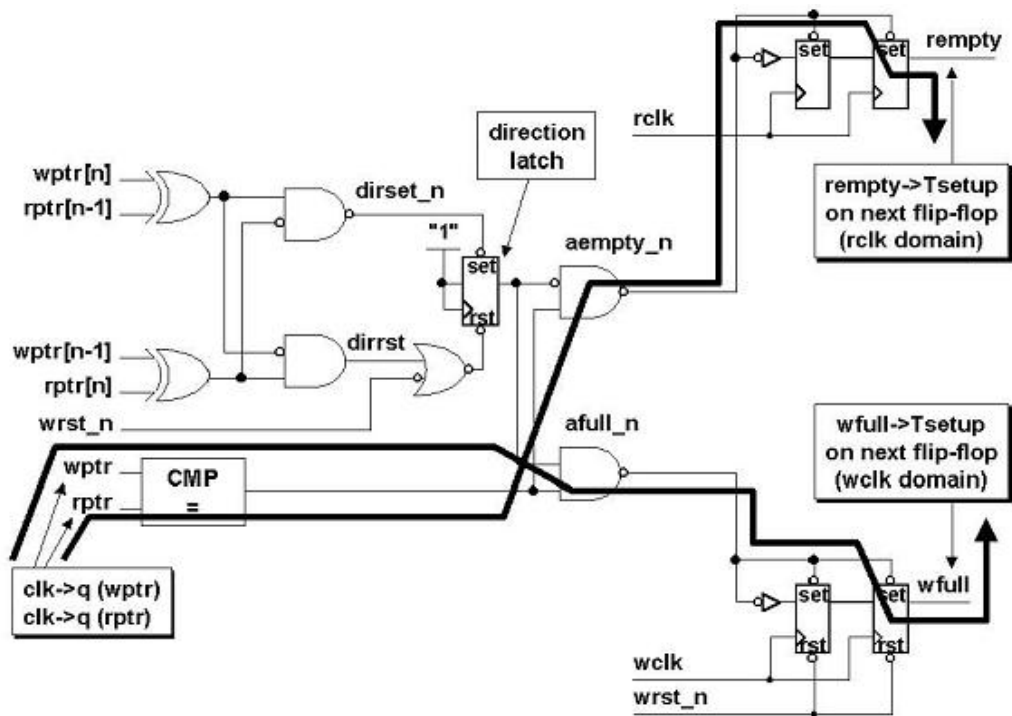 set
set
rempty
rclk
direction
latch
rempty->Tsetup
on next flip-flop
(rclk domain)
wptr[n]
rptr[n-1]
dirset_n
"1"
aempty_n
set
rst
wptr[n-1]
rptr[n]
dirrst
wrst_n
afull_n
wfull->Tsetup
on next flip-flop
(wclk domain)
wptr
rptr
CMP
=
clk->q (wptr)
clk->q (rptr)
set
set
wfull
rst
rst
wclk
wrst_n